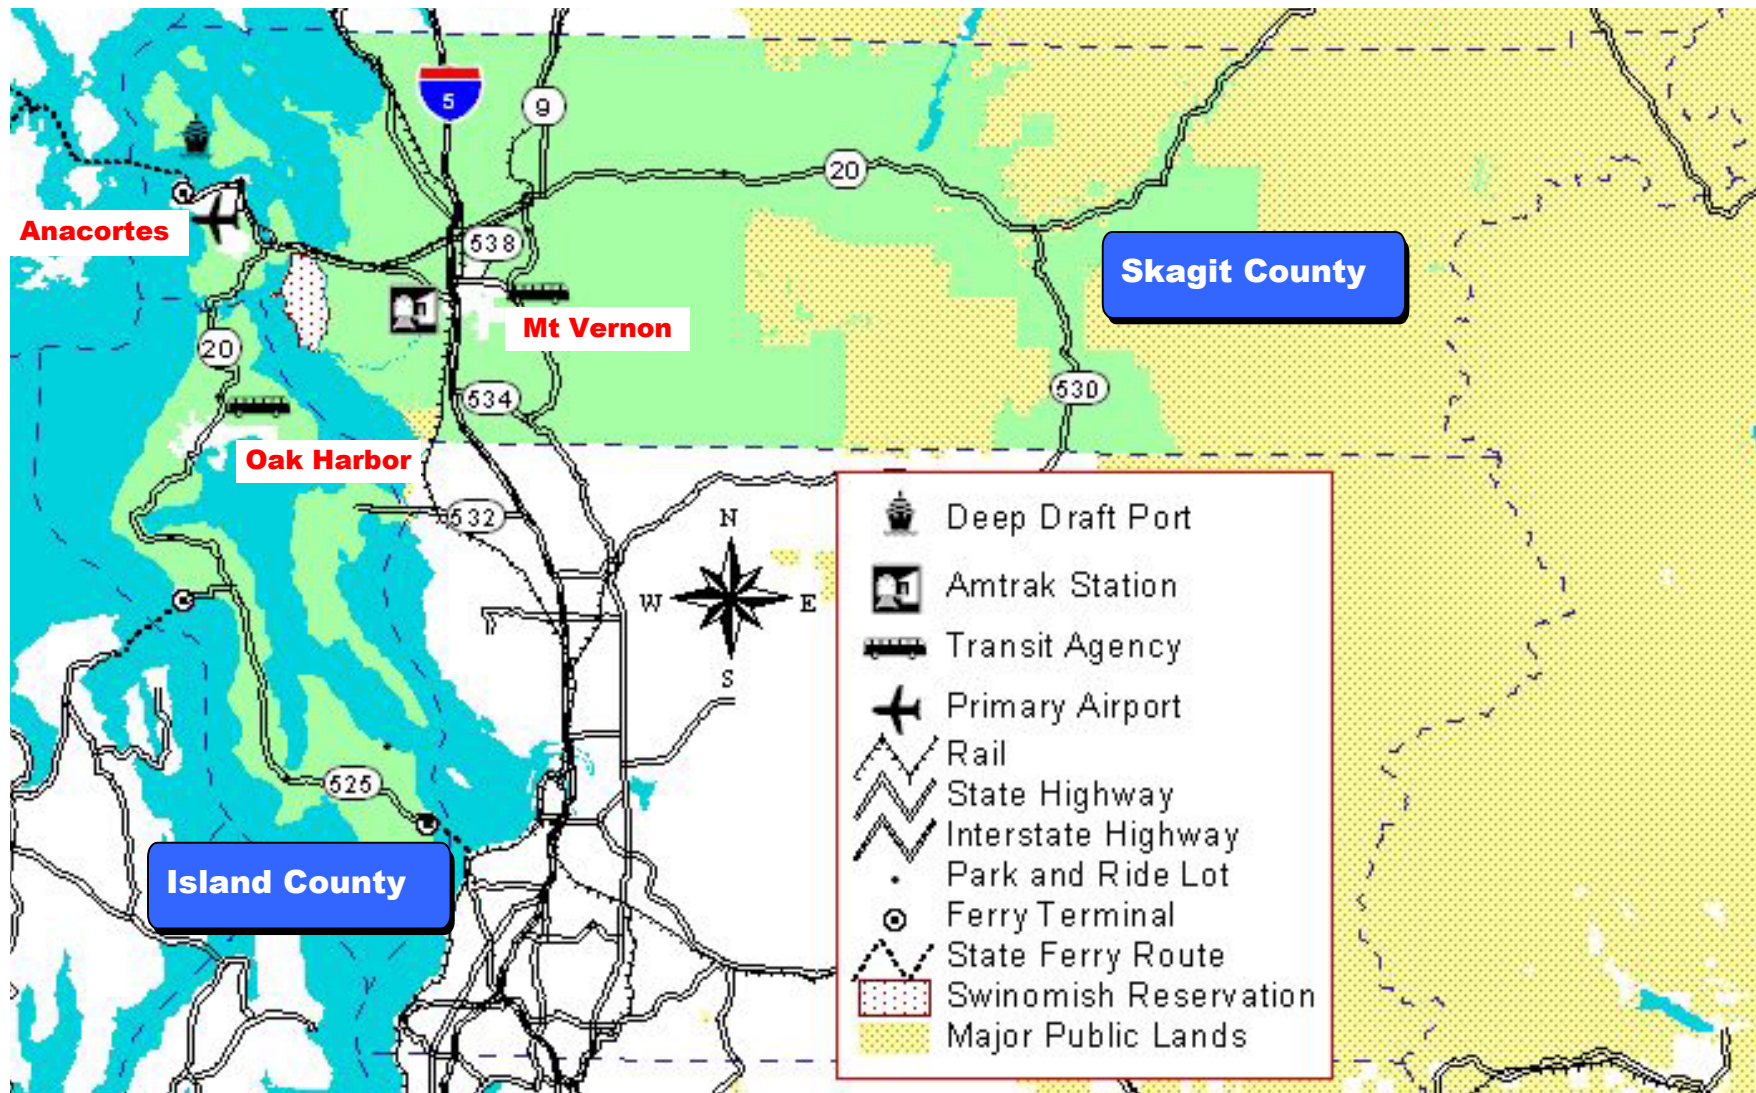 5
9
20
Anacortes
538
Skagit County
Mt Vernon
20
530
534
Oak Harbor
532
N
W
E
S
525
Island County
Deep Draft Port
Amtrak Station
Transit Agency
Primary Airport
Rail
State Highway
Interstate Highway
Park and Ride Lot
Ferry Terminal
State Ferry Route
Swinomish Reservation
Major Public Lands